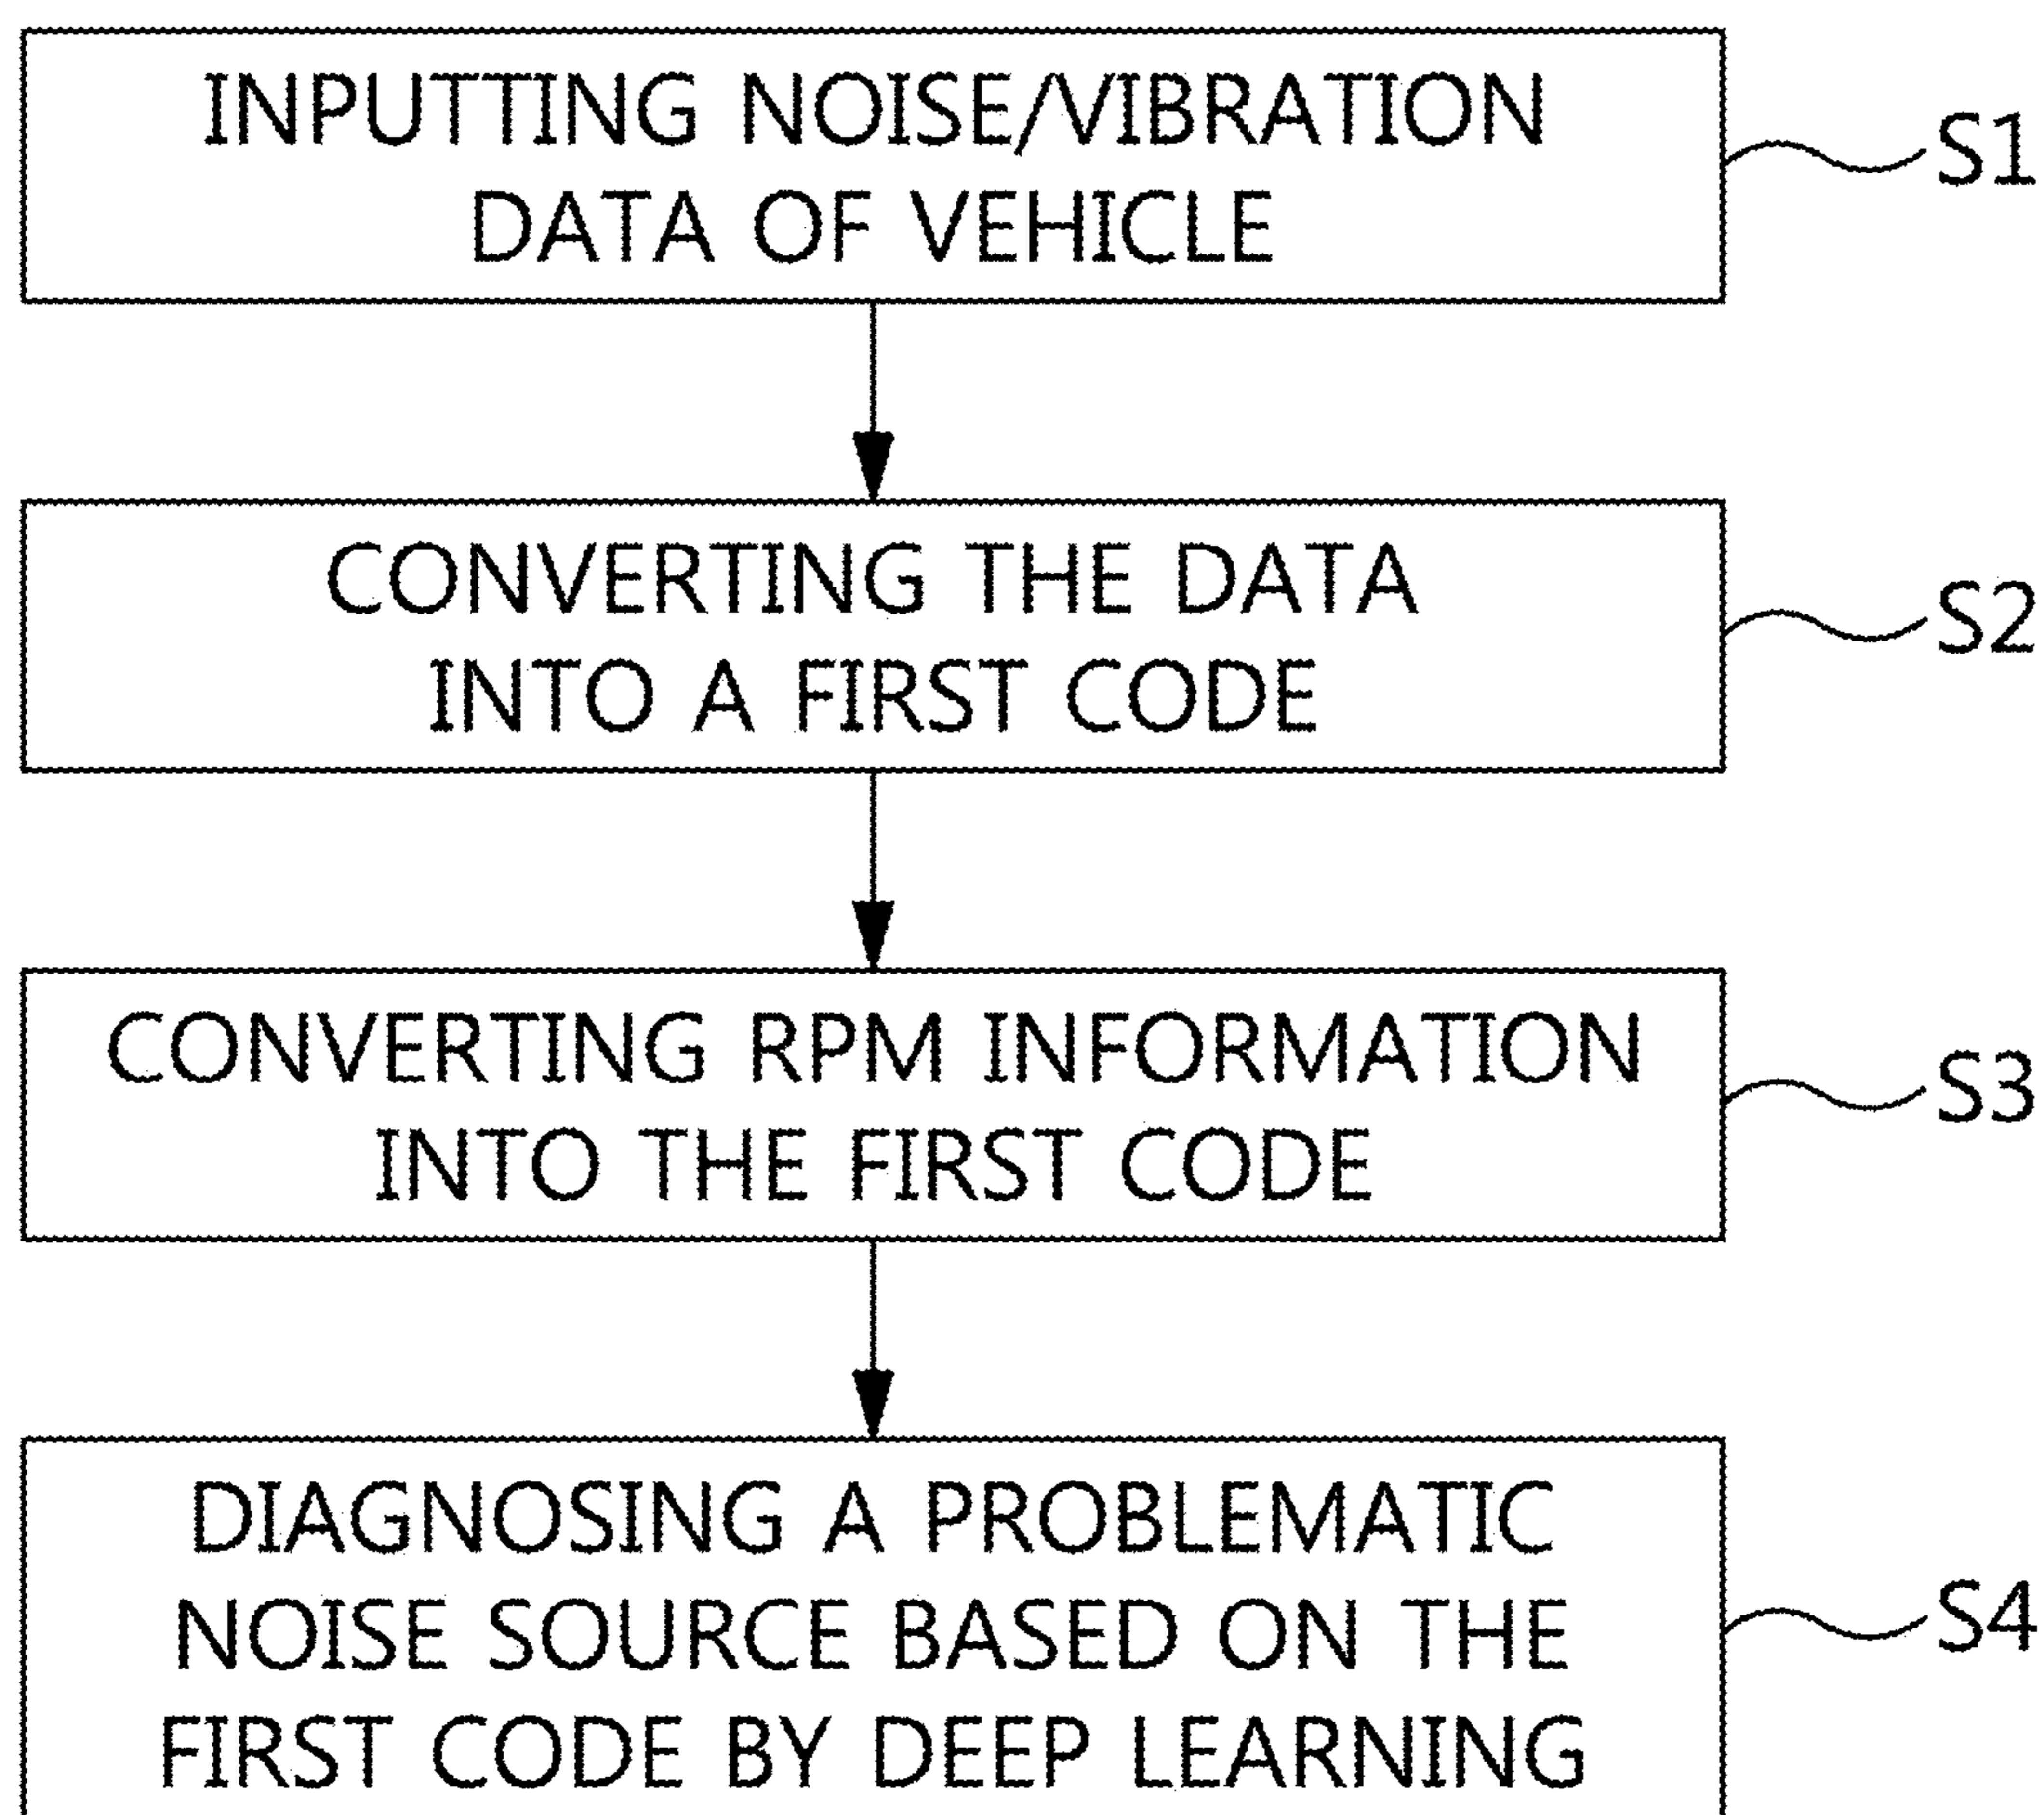 INPUTTING NOISE/VIBRATION
DATA OF VEHICLE
S1
CONVERTING THE DATA
INTO A FIRST CODE
S2
CONVERTING RPM INFORMATION
INTO THE FIRST CODE
S3
DIAGNOSING A PROBLEMATIC
NOISE SOURCE BASED ON THE
FIRST CODE BY DEEP LEARNING
S4